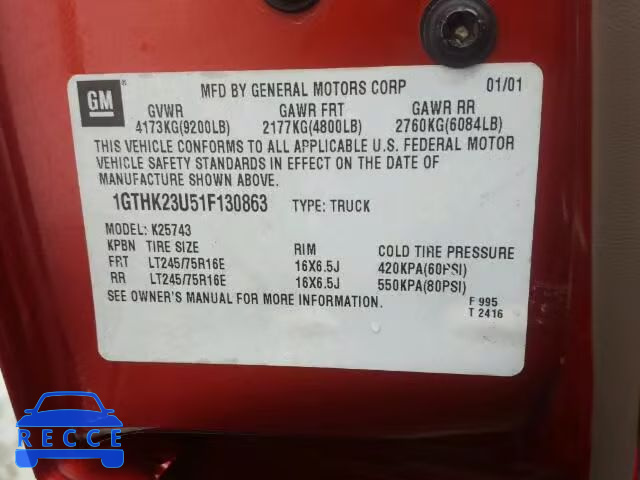 GM ®
MFD BY GENERAL MOTORS CORP 01/01
GVWR GAWR FRT GAWR RR
4173KG(9200LB) 2177KG(4800LB) 2760KG(6084LB)
THIS VEHICLE CONFORMS TO ALL APPLICABLE U.S. FEDERAL MOTOR
VEHICLE SAFETY STANDARDS IN EFFECT ON THE DATE OF
MANUFACTURE SHOWN ABOVE.
1GTHK23U51F130863 TYPE: TRUCK
MODEL: K25743
KPBN TIRE SIZE RIM COLD TIRE PRESSURE
FRT LT245/75R16E 16X6.5J 420KPA(60PSI)
RR LT245/75R16E 16X6.5J 550KPA(80PSI)
SEE OWNER'S MANUAL FOR MORE INFORMATION.
F 995
T 2416
RECCE